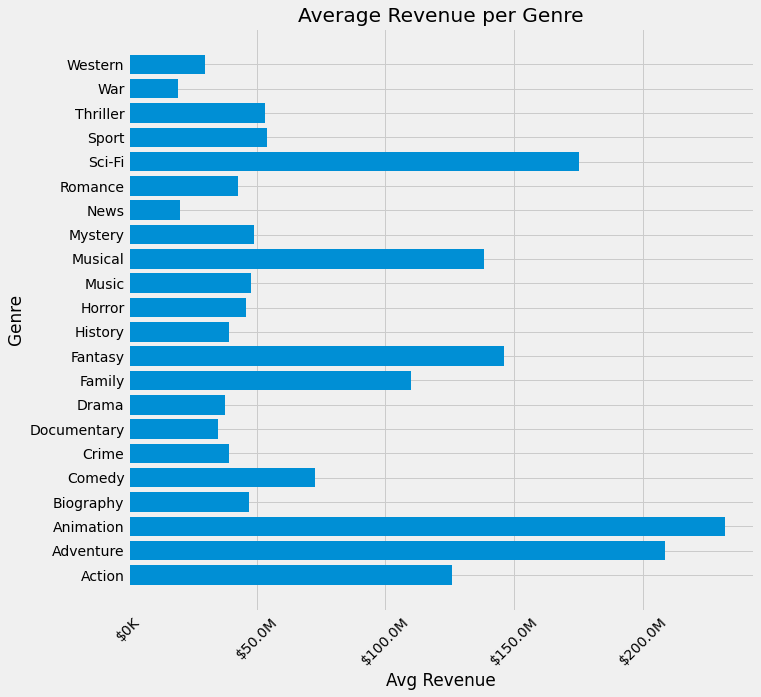 Average Revenue per Genre
Genre
Western
War
Thriller
Sport
Sci-Fi
Romance
News
Mystery
Musical
Music
Horror
History
Fantasy
Family
Drama
Documentary
Crime
Comedy
Biography
Animation
Adventure
Action
$0K
$50.0M
$100.0M
$150.0M
$200.0M
Avg Revenue